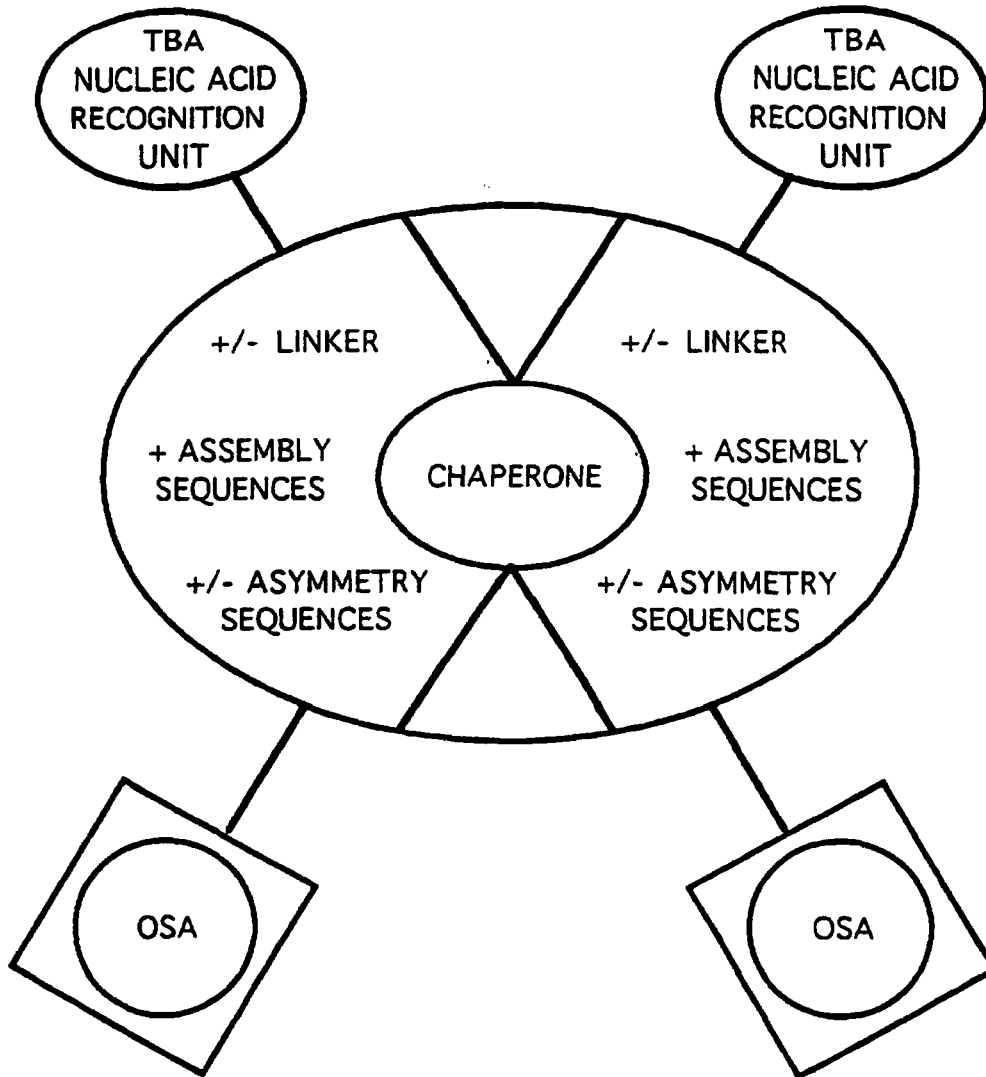 TBA
NUCLEIC ACID
RECOGNITION
UNIT
TBA
NUCLEIC ACID
RECOGNITION
UNIT
+/- LINKER
+/- LINKER
+ ASSEMBLY
SEQUENCES
CHAPERONE
+ ASSEMBLY
SEQUENCES
+/- ASYMMETRY
SEQUENCES
+/- ASYMMETRY
SEQUENCES
OSA
OSA